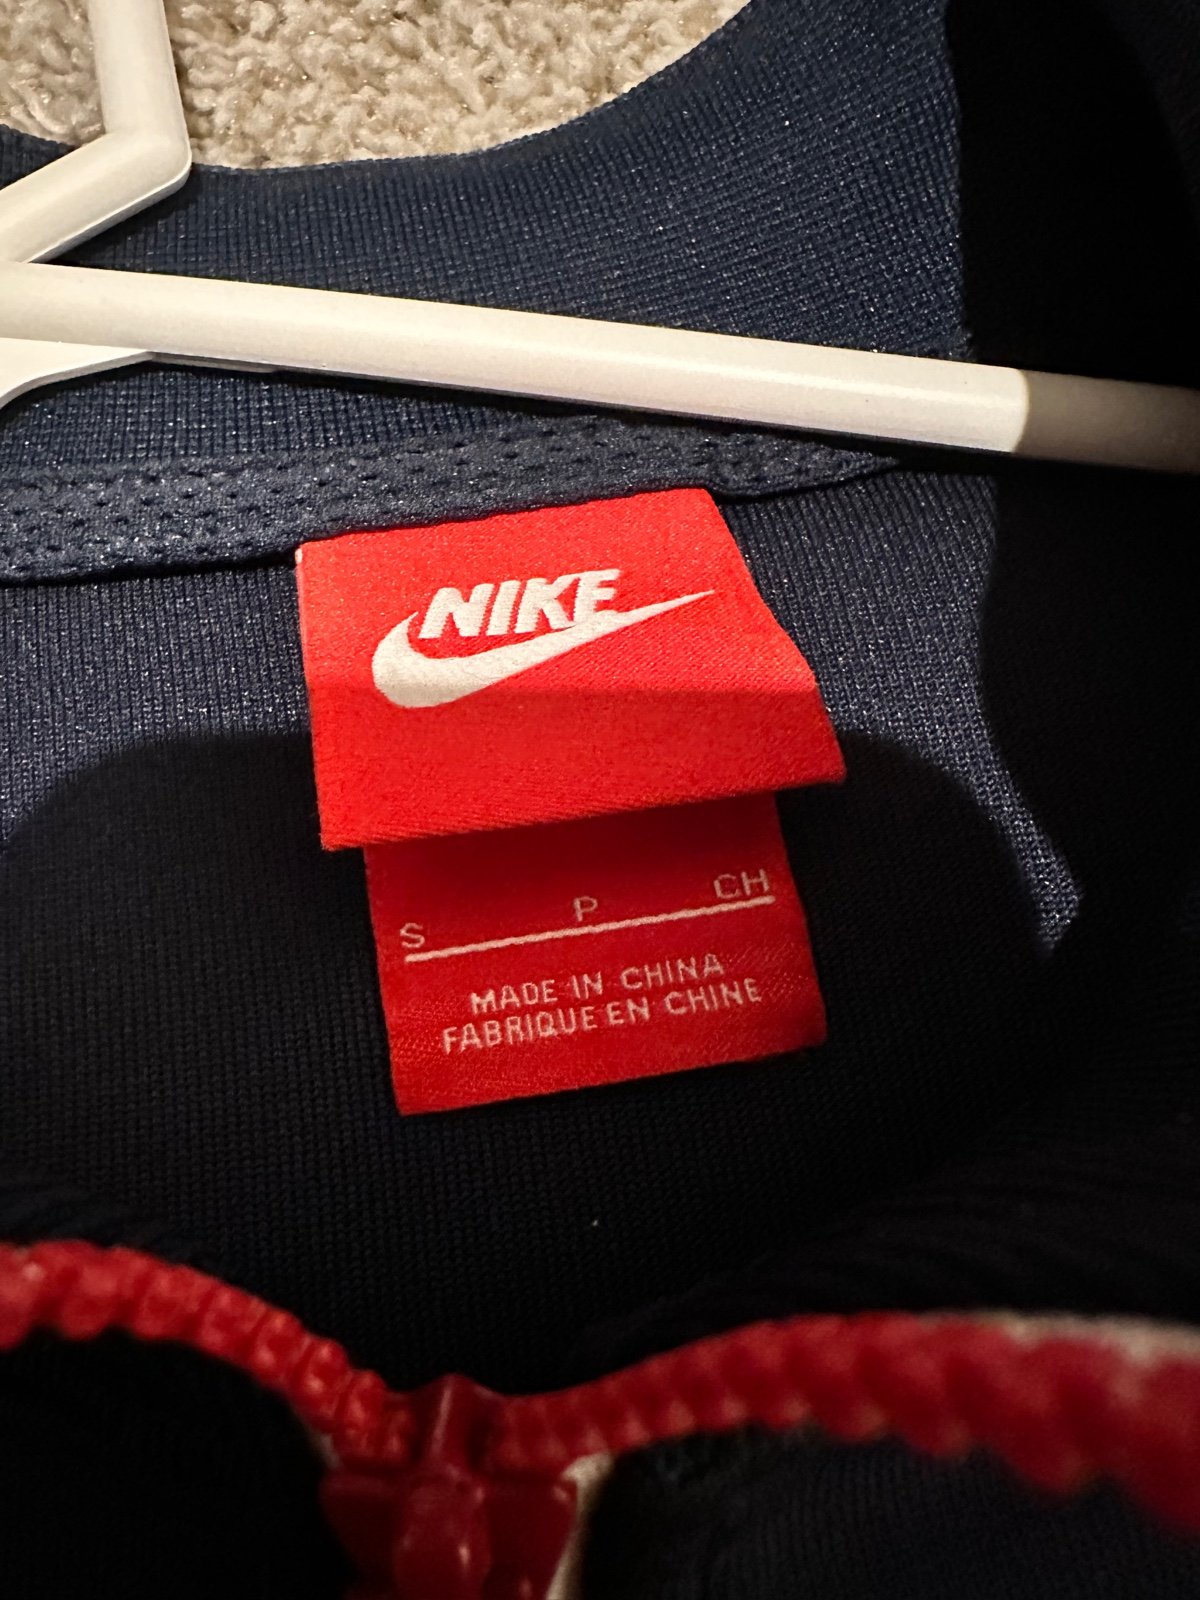 NIKE
S P CH
MADE IN CHINA
FABRIQUE EN CHINE